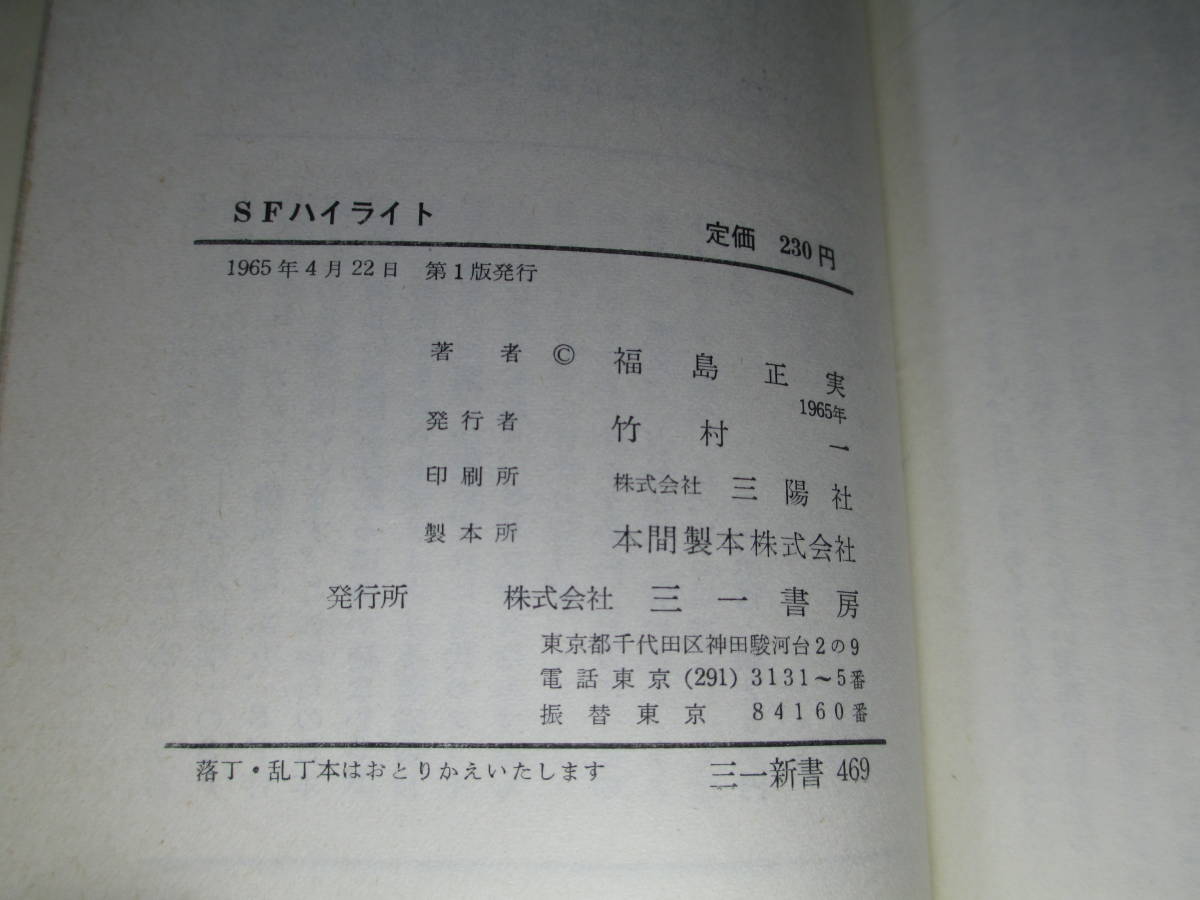 SFハイライト 定価 230円
1965年4月22日 第1版発行
著者 © 福島正実
1965年
発行者 竹村一
印刷所 株式会社 三陽社
製本所 本間製本株式会社
発行所 株式会社 三一書房
東京都千代田区神田駿河台2の9
電話東京(291)3131〜5番
振替東京 84160番
落丁・乱丁本はおとりかえいたします 三一新書 469